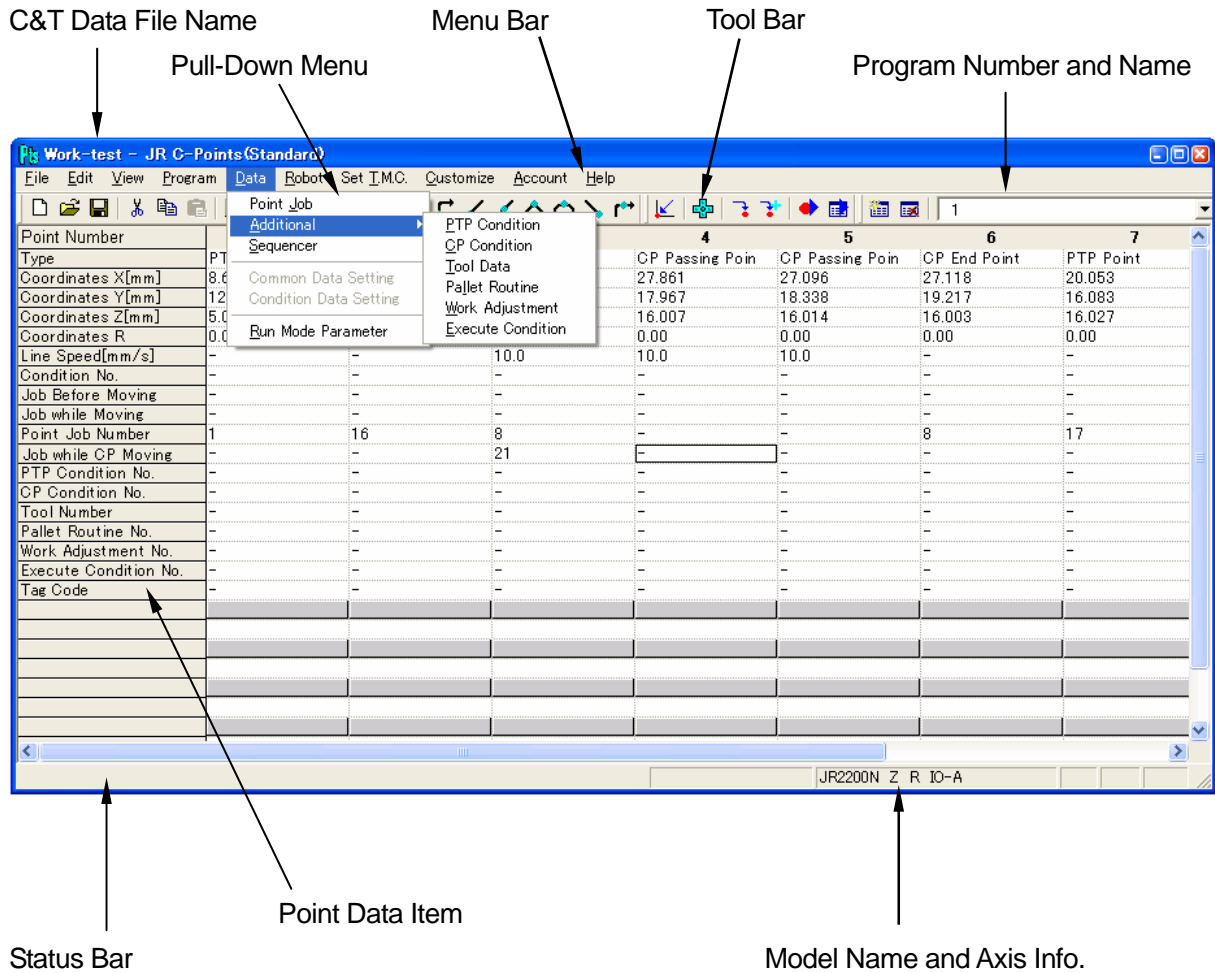 C&T Data File Name Menu Bar Tool Bar
Pull-Down Menu Program Number and Name
Work-test - JR C-Points(Standard)
File Edit View Program Data Robot Set T.M.C. Customize Account Help
1
Point Job
Additional
Sequencer
Common Data Setting
Condition Data Setting
Run Mode Parameter
PTP Condition
CP Condition
Tool Data
Pallet Routine
Work Adjustment
Execute Condition
Point Number 4 5 6 7
Type PT CP Passing Poin CP Passing Poin CP End Point PTP Point
Coordinates X[mm] 8.6 27.861 27.096 27.118 20.053
Coordinates Y[mm] 12 17.967 18.338 19.217 16.083
Coordinates Z[mm] 5.0 16.007 16.014 16.003 16.027
Coordinates R 0.0 0.00 0.00 0.00 0.00
Line Speed[mm/s] - - 10.0 10.0 10.0 - -
Condition No. - - - - - - -
Job Before Moving - - - - - - -
Job while Moving - - - - - - -
Point Job Number 1 16 8 - - 8 17
Job while CP Moving - - 21 - - - -
PTP Condition No. - - - - - - -
CP Condition No. - - - - - - -
Tool Number - - - - - - -
Pallet Routine No. - - - - - - -
Work Adjustment No. - - - - - - -
Execute Condition No. - - - - - - -
Tag Code - - - - - - -
JR2200N Z R IO-A
Point Data Item
Status Bar Model Name and Axis Info.